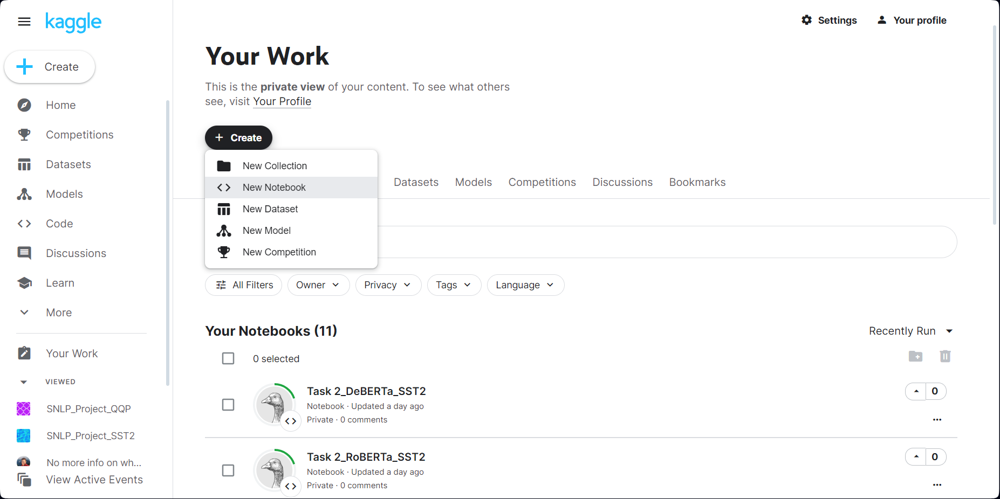 kaggle
Create
Home
Competitions
Datasets
Models
Code
Discussions
Learn
More
Your Work
VIEWED
SNLP_Project_QQP
SNLP_Project_SST2
No more info on wh...
View Active Events
Settings
Your profile
Your Work
This is the private view of your content. To see what others
see, visit Your Profile
Create
New Collection
New Notebook
New Dataset
New Model
New Competition
Datasets Models Competitions Discussions Bookmarks
All Filters Owner Privacy Tags Language
Your Notebooks (11)
Recently Run
0 selected
Task 2_DeBERTa_SST2
Notebook · Updated a day ago
Private · 0 comments
0
Task 2_RoBERTa_SST2
Notebook · Updated a day ago
Private · 0 comments
0